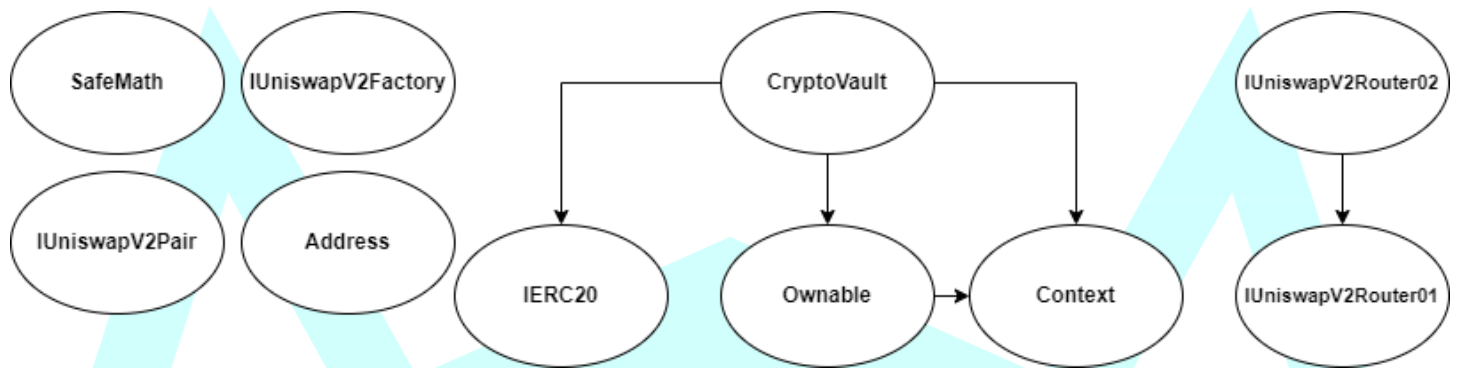 SafeMath
IUniswapV2Factory
CryptoVault
IUniswapV2Router02
IUniswapV2Pair
Address
IERC20
Ownable
Context
IUniswapV2Router01